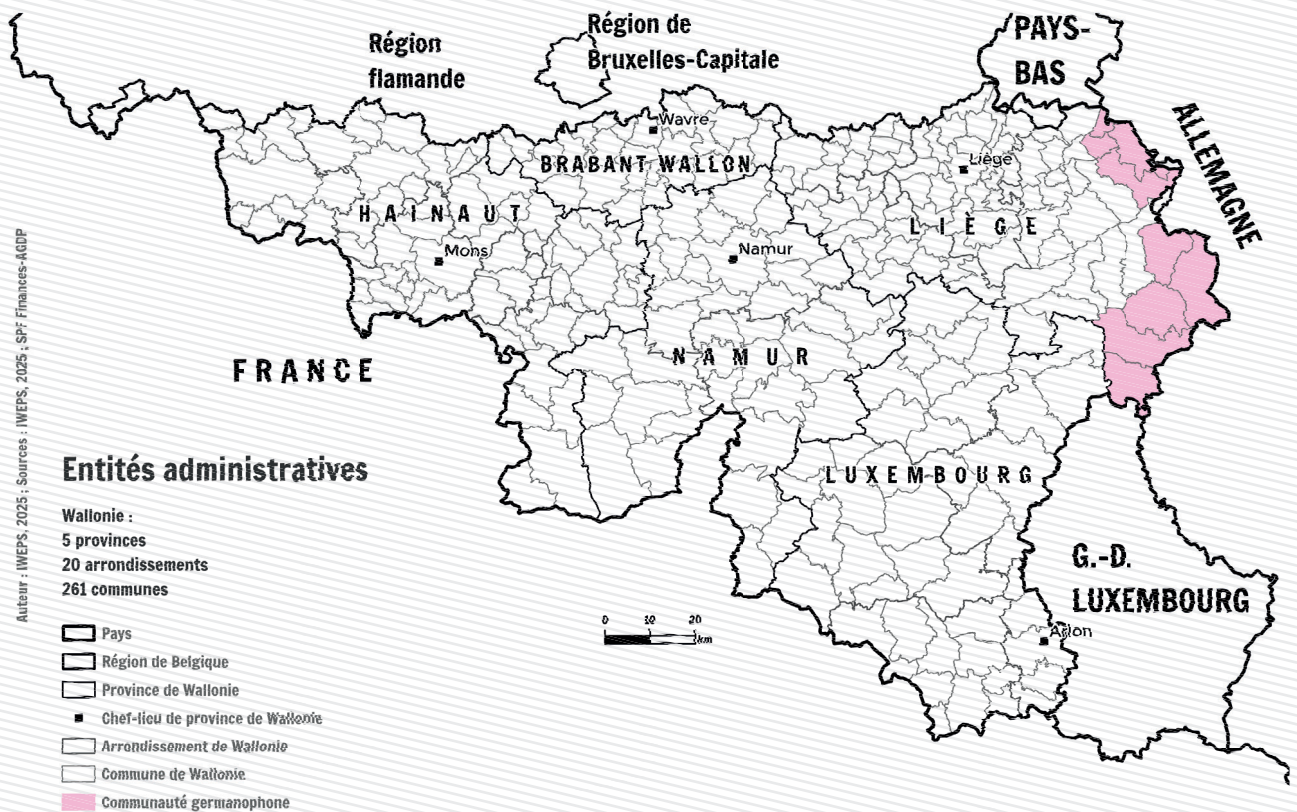 Région
flamande
Région de
Bruxelles-Capitale
PAYS-
BAS
ALLEMAGNE
Wavre
BRABANT WALLON
Liège
LIÈGE
HAINAUT
Mons
Namur
NAMUR
FRANCE
LUXEMBOURG
G.-D.
LUXEMBOURG
Arlon
0 10 20
km
Entités administratives
Wallonie :
5 provinces
20 arrondissements
261 communes
Pays
Région de Belgique
Province de Wallonie
Chef-lieu de province de Wallonie
Arrondissement de Wallonie
Commune de Wallonie
Communauté germanophone
Auteur : IWEPS, 2025 ; Sources : IWEPS, 2025 ; SPF Finances-AGDP